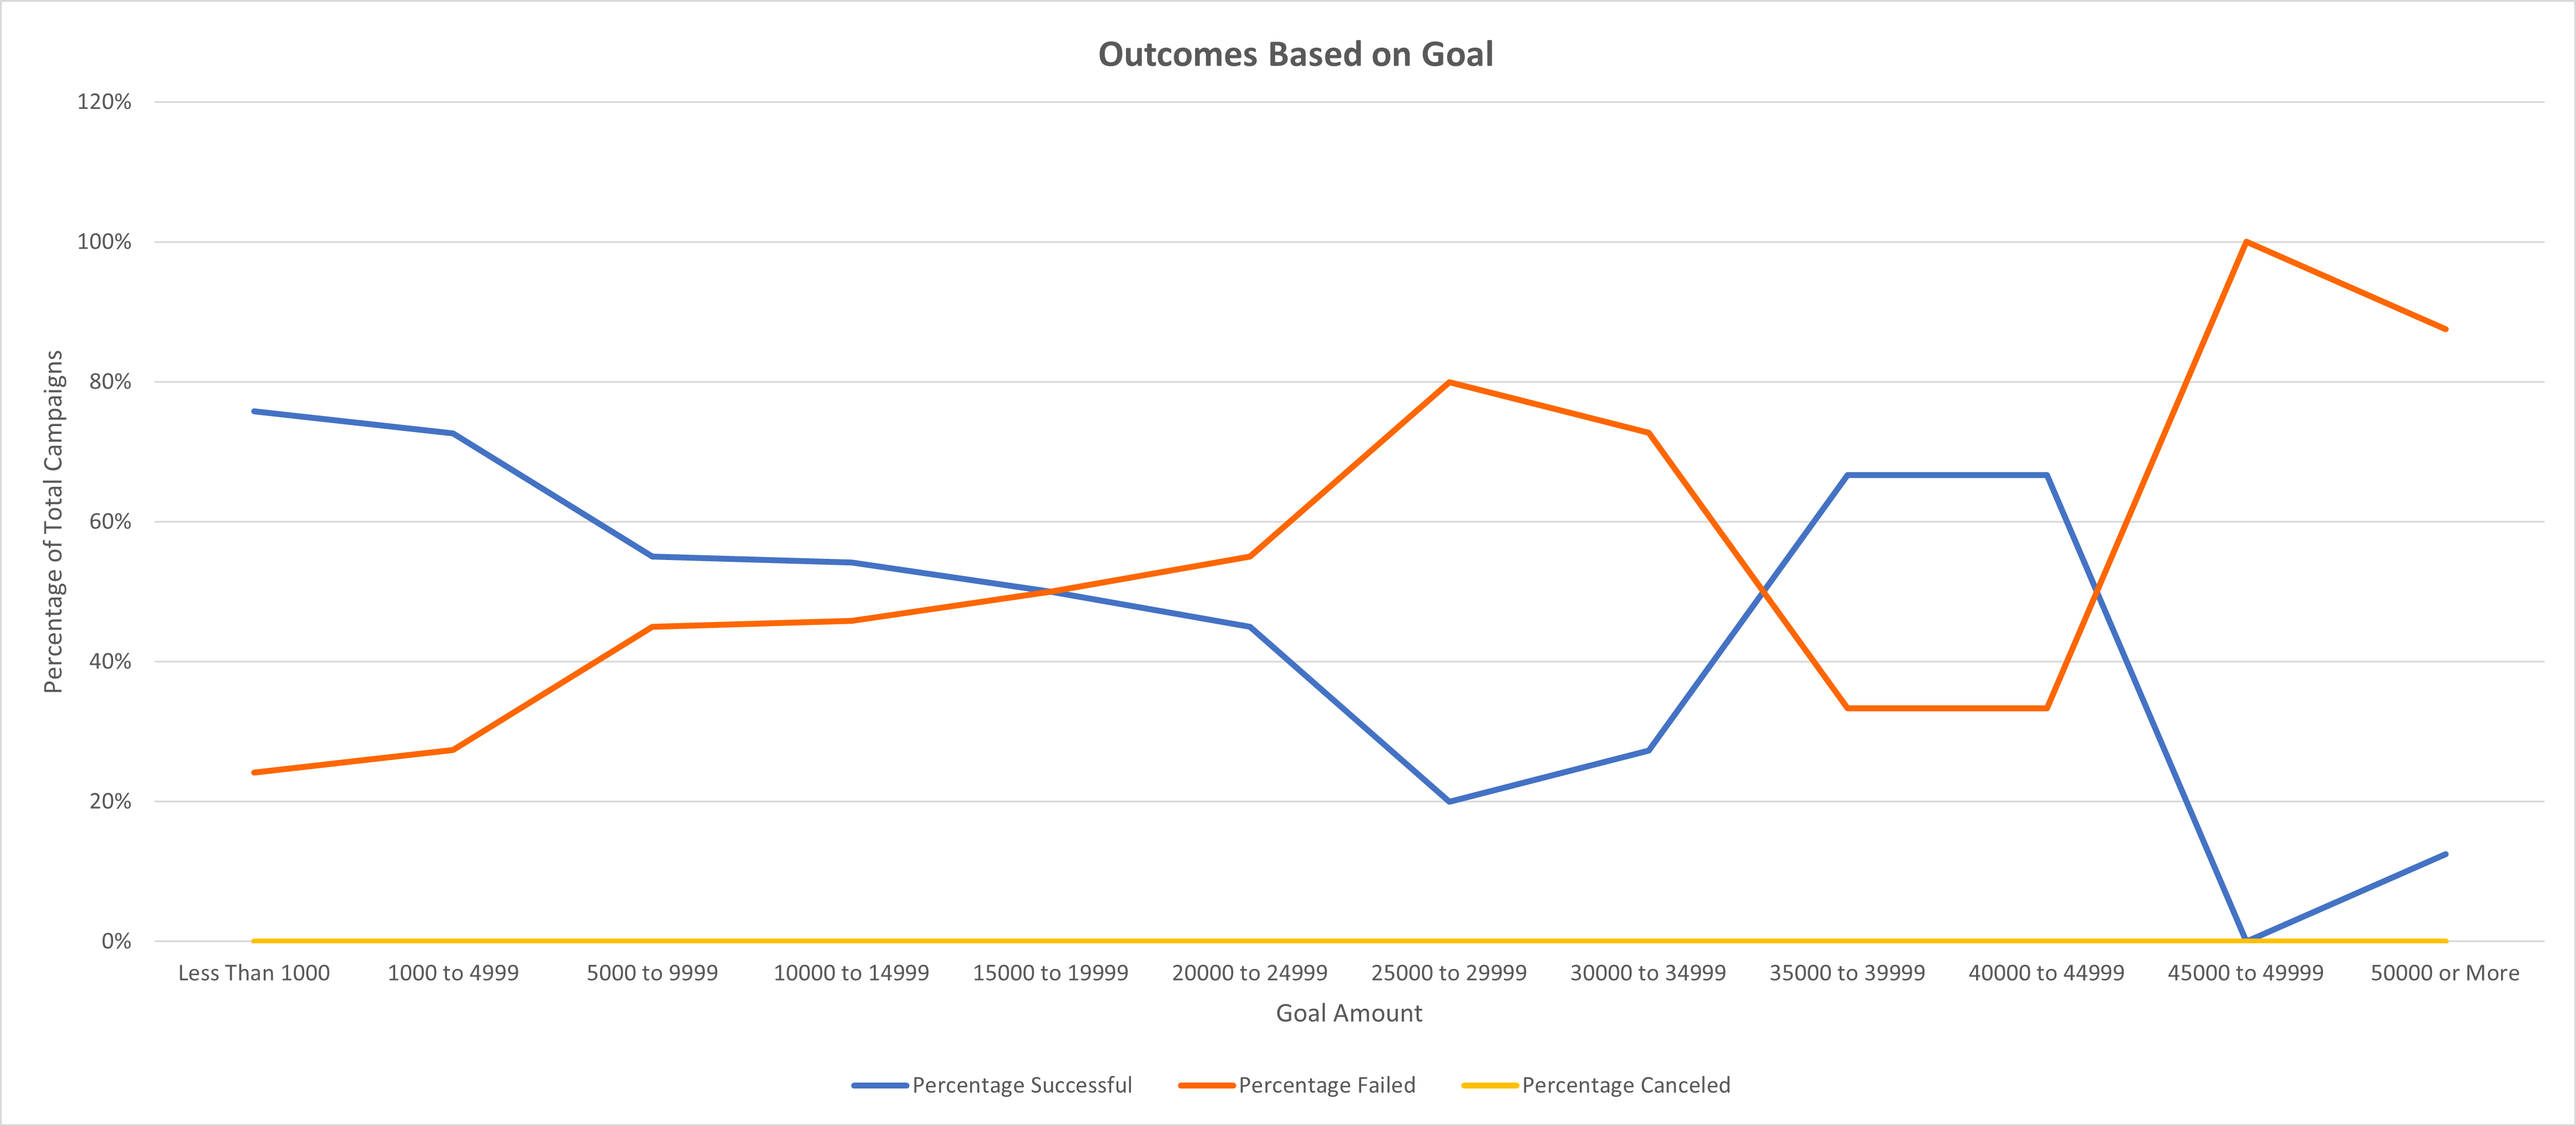 Outcomes Based on Goal
120%
100%
80%
60%
40%
20%
0%
Percentage of Total Campaigns
Less Than 1000 1000 to 4999 5000 to 9999 10000 to 14999 15000 to 19999 20000 to 24999 25000 to 29999 30000 to 34999 35000 to 39999 40000 to 44999 45000 to 49999 50000 or More
Goal Amount
Percentage Successful Percentage Failed Percentage Canceled